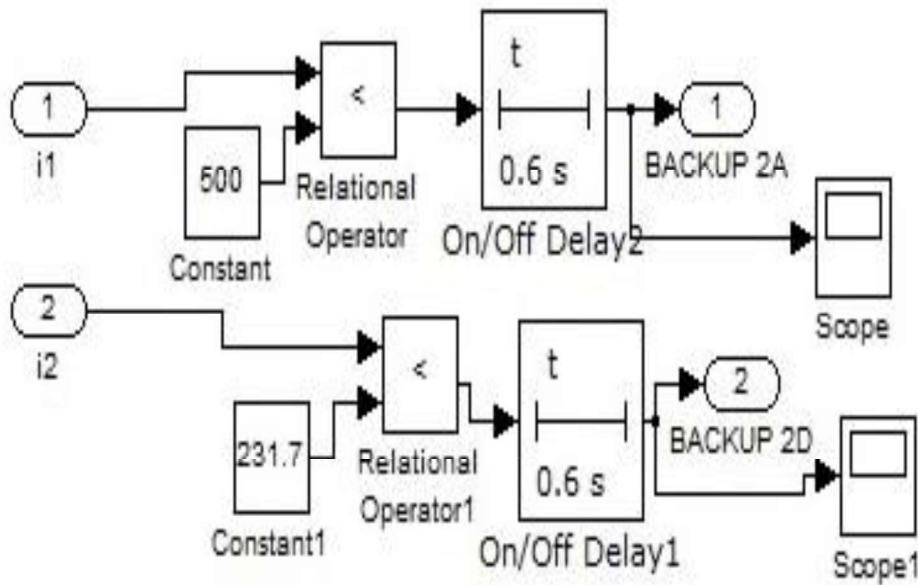 1
i1
500
Constant
<
Relational
Operator
t
0.6 s
On/Off Delay2
1
BACKUP 2A
Scope
2
i2
231.7
Constant1
<
Relational
Operator1
t
0.6 s
On/Off Delay1
2
BACKUP 2D
Scope1